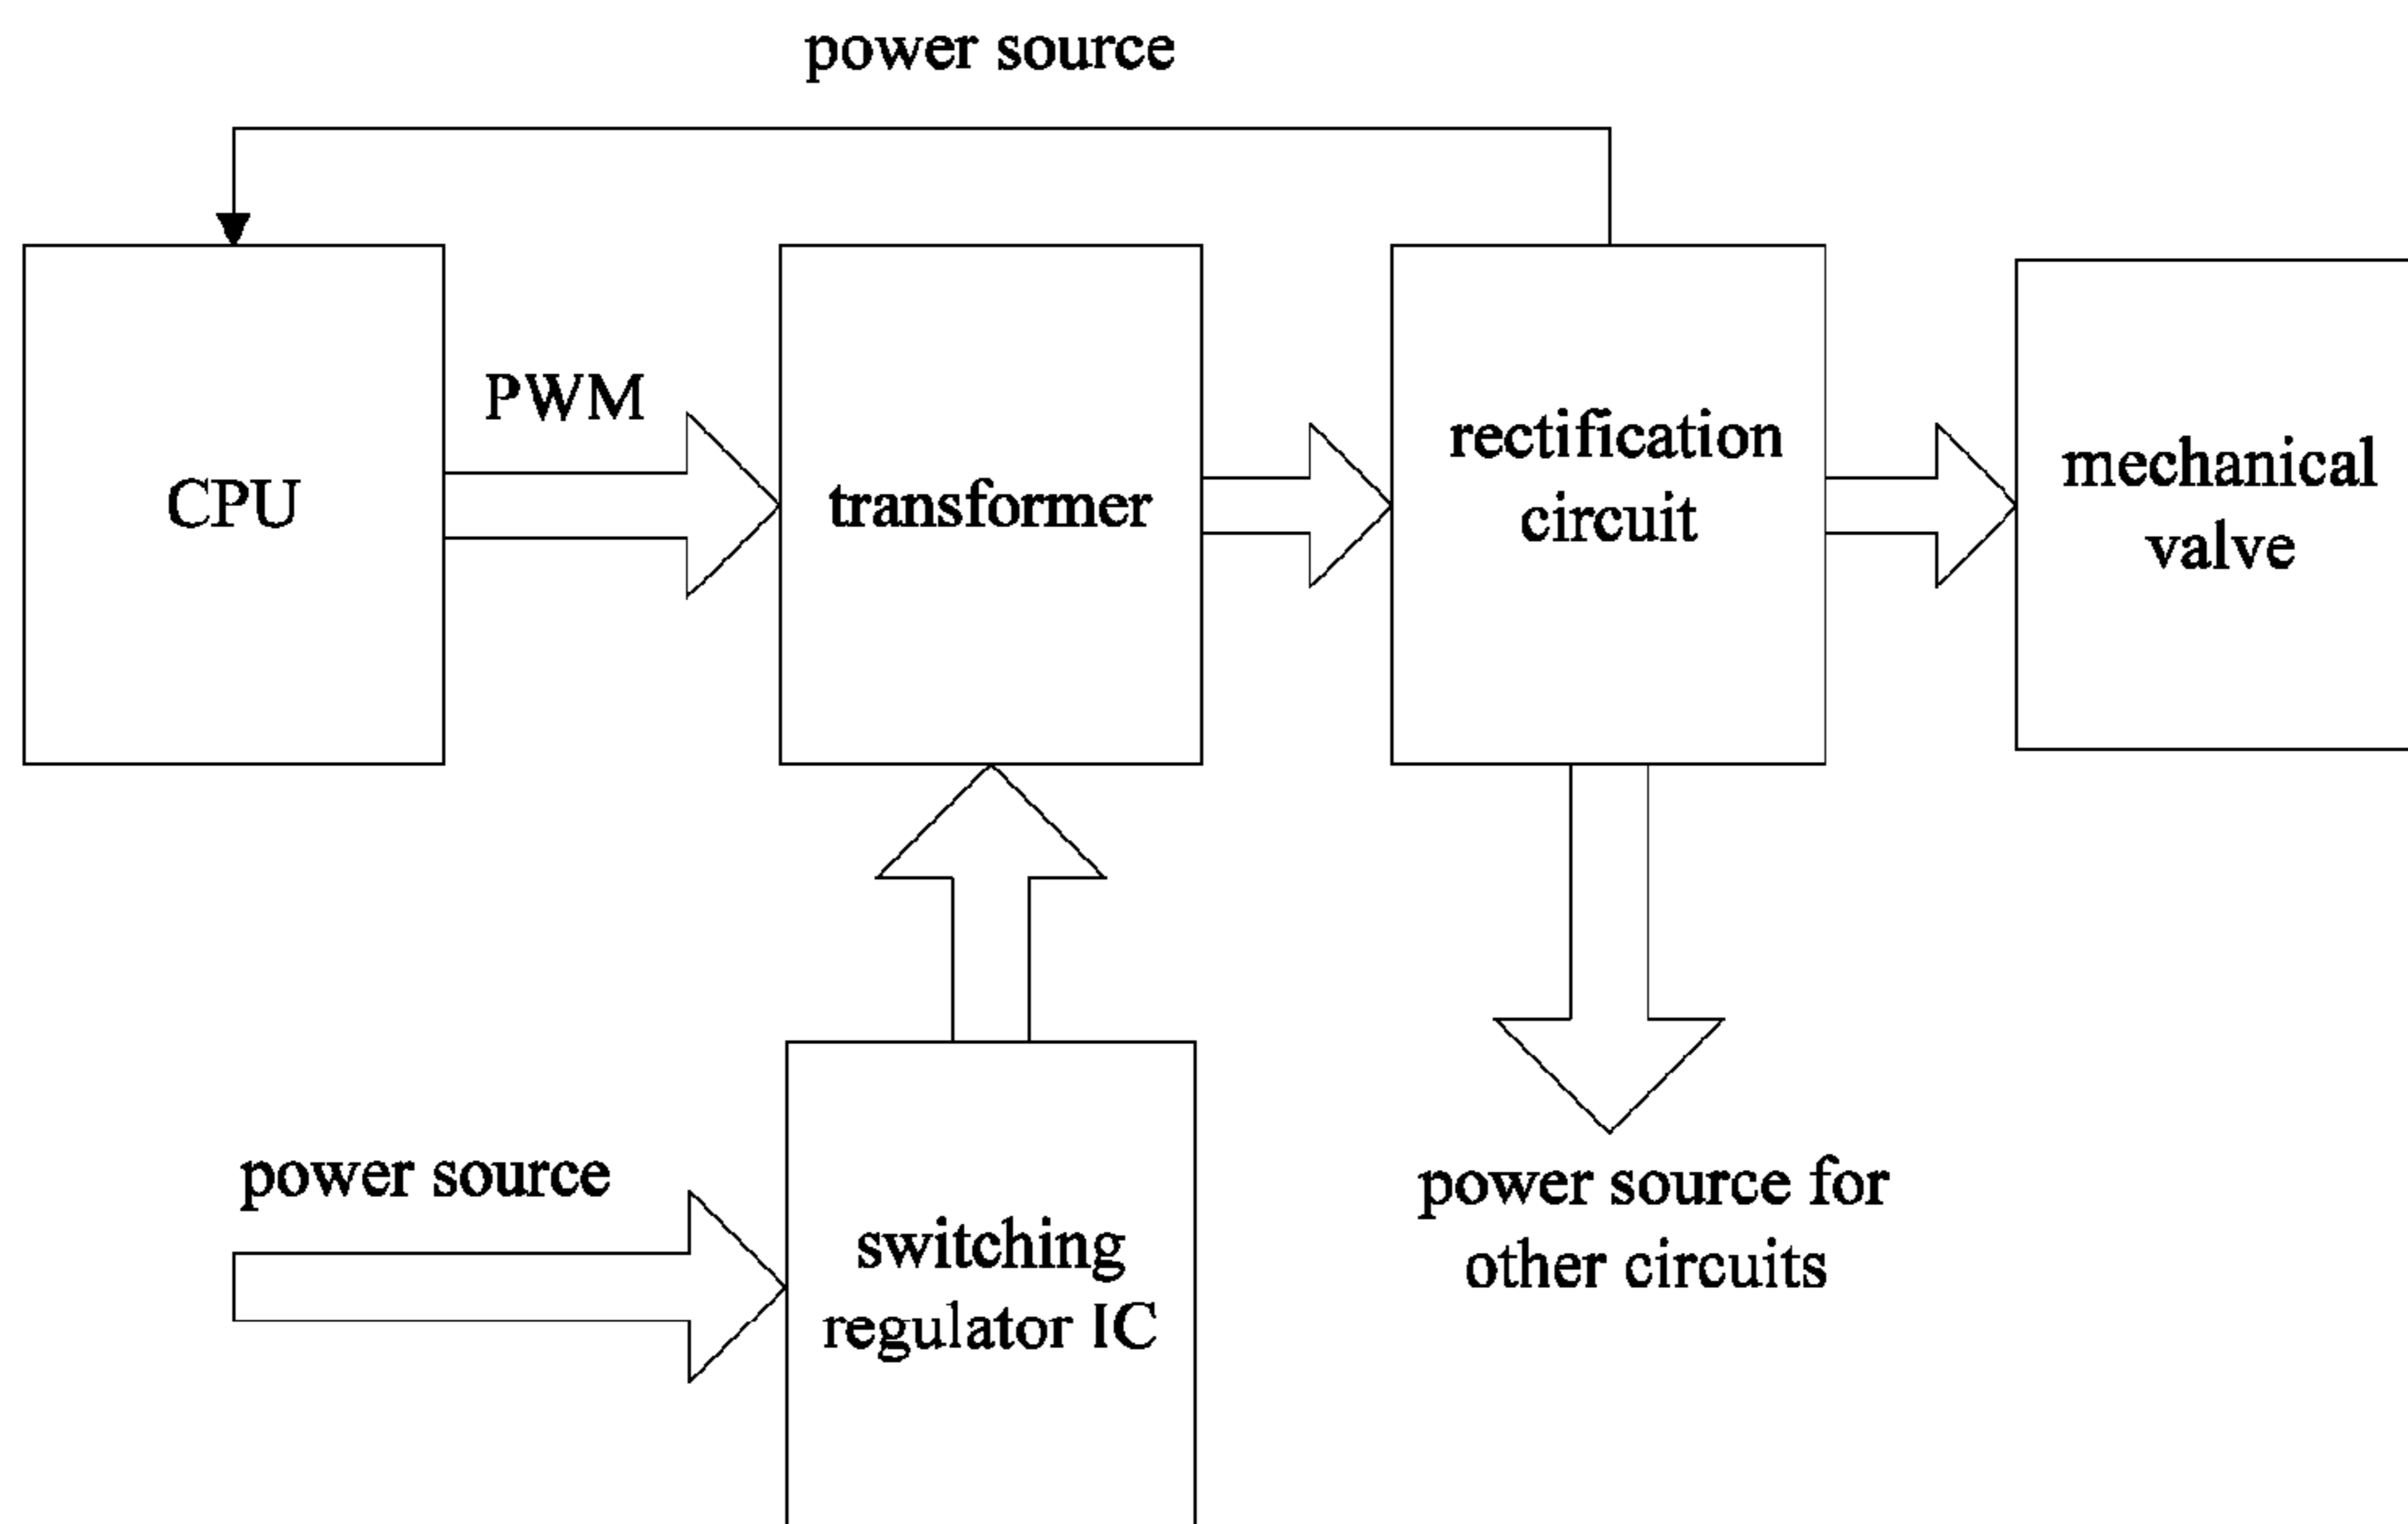 power source
PWM
CPU
transformer
rectification
circuit
mechanical
valve
power source
switching
regulator IC
power source for
other circuits